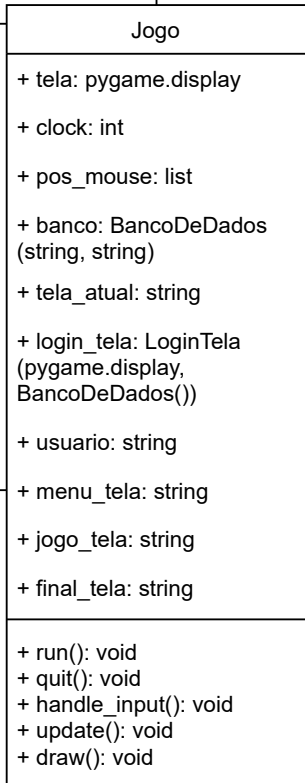 Jogo
+ tela: pygame.display
+ clock: int
+ pos_mouse: list
+ banco: BancoDeDados
(string, string)
+ tela_atual: string
+ login_tela: LoginTela
(pygame.display,
BancoDeDados())
+ usuario: string
+ menu_tela: string
+ jogo_tela: string
+ final_tela: string
+ run(): void
+ quit(): void
+ handle_input(): void
+ update(): void
+ draw(): void